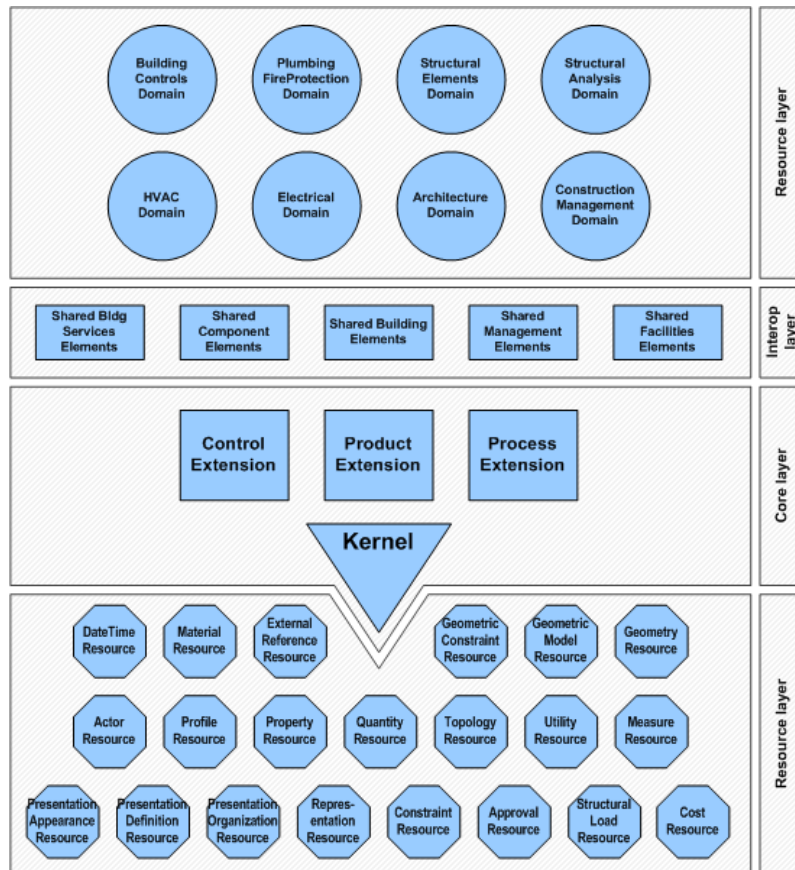 Building
Controls
Domain
Plumbing
FireProtection
Domain
Structural
Elements
Domain
Structural
Analysis
Domain
HVAC
Domain
Electrical
Domain
Architecture
Domain
Construction
Management
Domain
Resource layer
Shared Bldg
Services
Elements
Shared
Component
Elements
Shared Building
Elements
Shared
Management
Elements
Shared
Facilities
Elements
Interop
layer
Control
Extension
Product
Extension
Process
Extension
Kernel
Core layer
DateTime
Resource
Material
Resource
External
Reference
Resource
Geometric
Constraint
Resource
Geometric
Model
Resource
Geometry
Resource
Actor
Resource
Profile
Resource
Property
Resource
Quantity
Resource
Topology
Resource
Utility
Resource
Measure
Resource
Presentation
Appearance
Resource
Presentation
Definition
Resource
Presentation
Organization
Resource
Repres-
entation
Resource
Constraint
Resource
Approval
Resource
Structural
Load
Resource
Cost
Resource
Resource layer